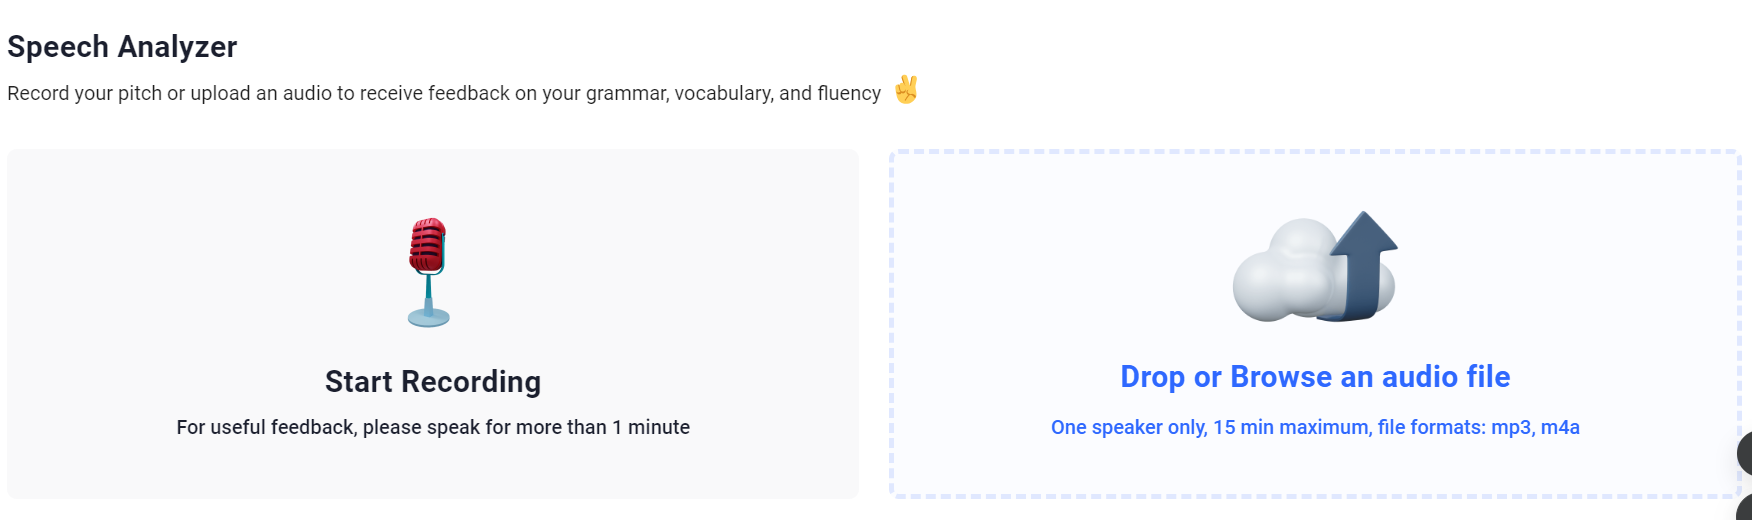 Speech Analyzer
Record your pitch or upload an audio to receive feedback on your grammar, vocabulary, and fluency
Start Recording
For useful feedback, please speak for more than 1 minute
Drop or Browse an audio file
One speaker only, 15 min maximum, file formats: mp3, m4a